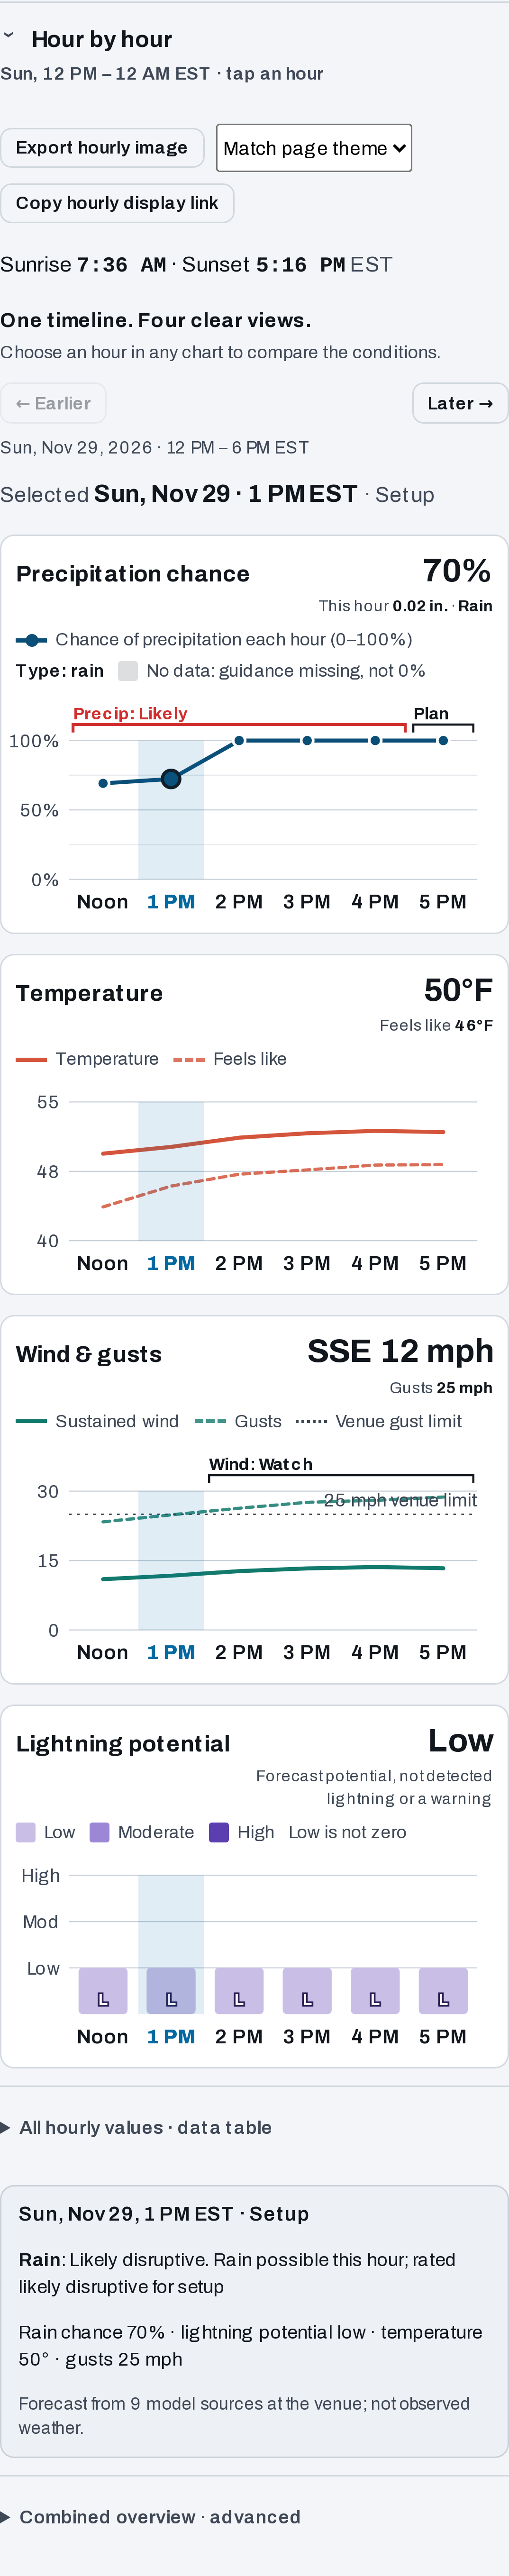 Hour by hour
Sun, 12 PM – 12 AM EST · tap an hour
Export hourly image
Match page theme
Copy hourly display link
Sunrise 7:36 AM · Sunset 5:16 PM EST
One timeline. Four clear views.
Choose an hour in any chart to compare the conditions.
← Earlier
Later →
Sun, Nov 29, 2026 · 12 PM – 6 PM EST
Selected Sun, Nov 29 · 1 PM EST · Setup
Precipitation chance
70%
This hour 0.02 in. · Rain
Chance of precipitation each hour (0–100%)
Type: rain No data: guidance missing, not 0%
Precip: Likely
Plan
100%
50%
0%
Noon 1 PM 2 PM 3 PM 4 PM 5 PM
Temperature
50°F
Feels like 46°F
Temperature Feels like
55
48
40
Noon 1 PM 2 PM 3 PM 4 PM 5 PM
Wind & gusts
SSE 12 mph
Gusts 25 mph
Sustained wind Gusts Venue gust limit
Wind: Watch
30
25 mph venue limit
15
0
Noon 1 PM 2 PM 3 PM 4 PM 5 PM
Lightning potential
Low
Forecast potential, not detected
lightning or a warning
Low Moderate High Low is not zero
High
Mod
Low
L L L L L L
Noon 1 PM 2 PM 3 PM 4 PM 5 PM
All hourly values · data table
Sun, Nov 29, 1 PM EST · Setup
Rain: Likely disruptive. Rain possible this hour; rated
likely disruptive for setup
Rain chance 70% · lightning potential low · temperature
50° · gusts 25 mph
Forecast from 9 model sources at the venue; not observed
weather.
Combined overview · advanced